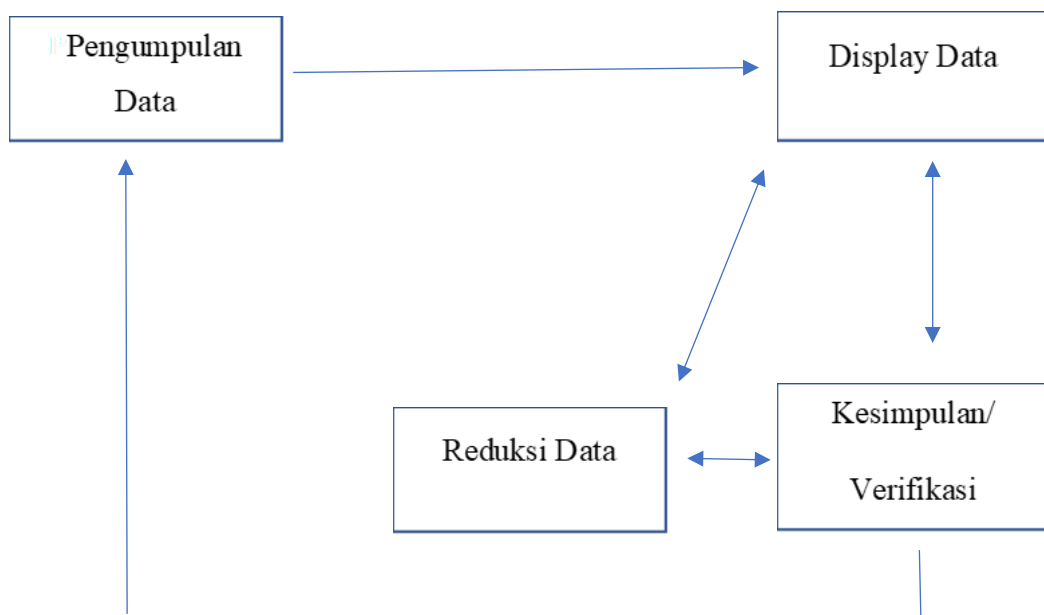 Pengumpulan
Data
Display Data
Reduksi Data
Kesimpulan/
Verifikasi